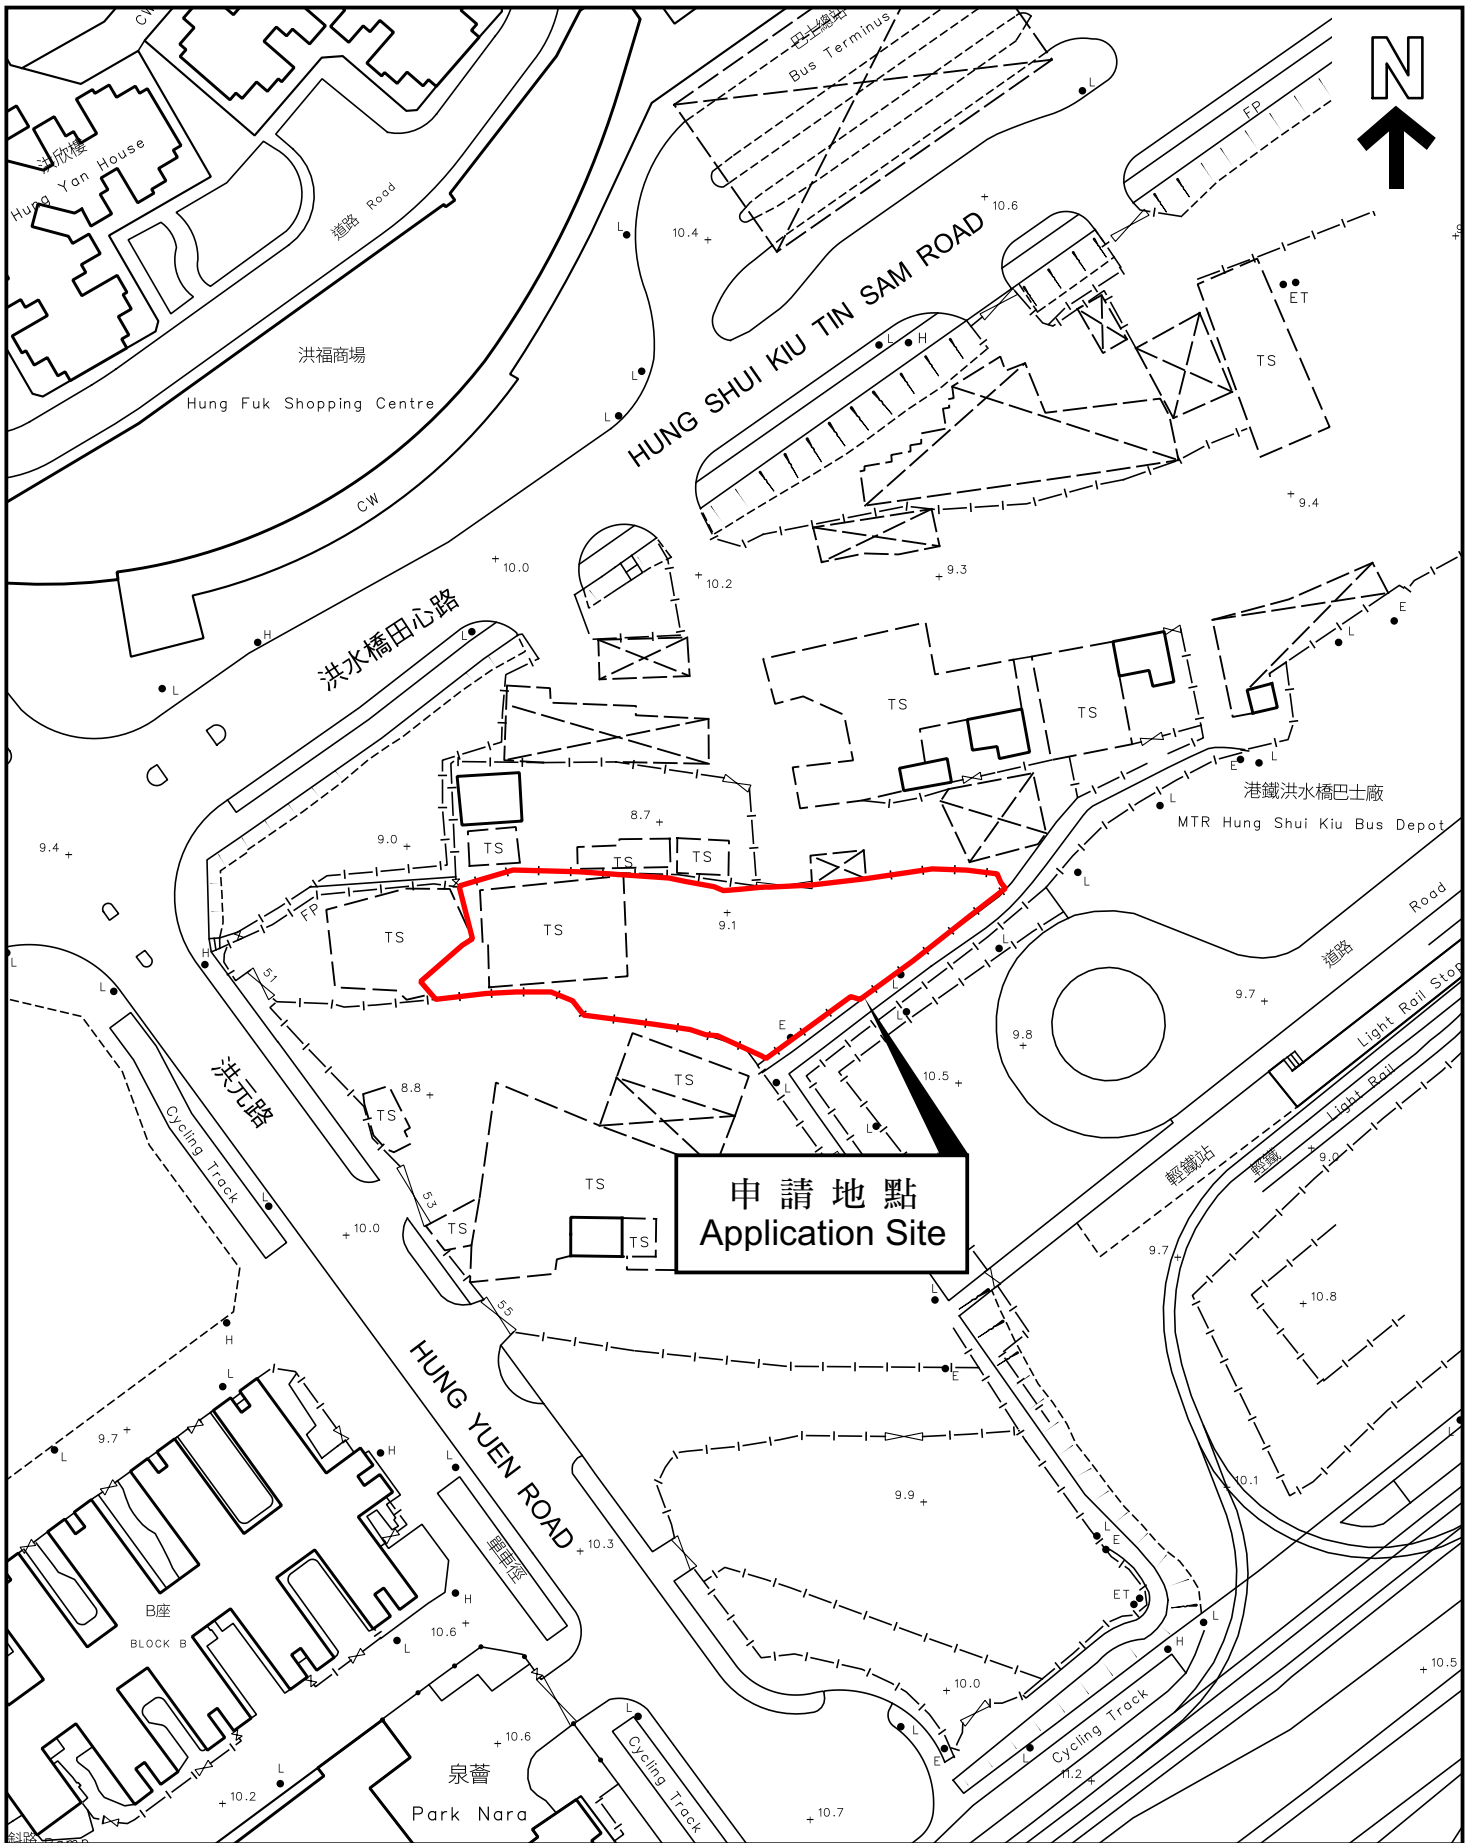 巴士總站
Bus Terminus
CW
N
洪欣樓
Hung Yan House
道路 Road
FP
L
10.6
10.4
L
ET
洪福商場
Hung Fuk Shopping Centre
HUNG SHUI KIU TIN SAM ROAD
L H
TS
L
L
CW
9.4
10.0
10.2
9.3
洪水橋田心路
H
L
L
E
L
TS
TS
E L
港鐵洪水橋巴士廠
MTR Hung Shui Kiu Bus Depot
L
8.7
9.0
9.4
TS
TS
TS
L
FP
TS
TS
9.1
道路 Road
H
L
51
L
L
L
L
9.7
9.8
Light Rail Stop
E
10.5
L
洪元路
8.8
TS
TS
L
Light Rail
Cycling Track
輕鐵站
輕鐵
9.0
申請地點
Application Site
TS
53
TS
TS
10.0
L
9.7
10.8
55
L
H
L
E
HUNG YUEN ROAD
9.7
L
H
L
L
10.1
9.9
L
E
單車徑
10.3
ET
B座
BLOCK B
H
10.6
L
L
H
10.5
10.0
Cycling Track
L
L
10.6
E
L
11.2
Cycling Track
泉薈
Park Nara
10.2
L
10.7
斜路 Ramp